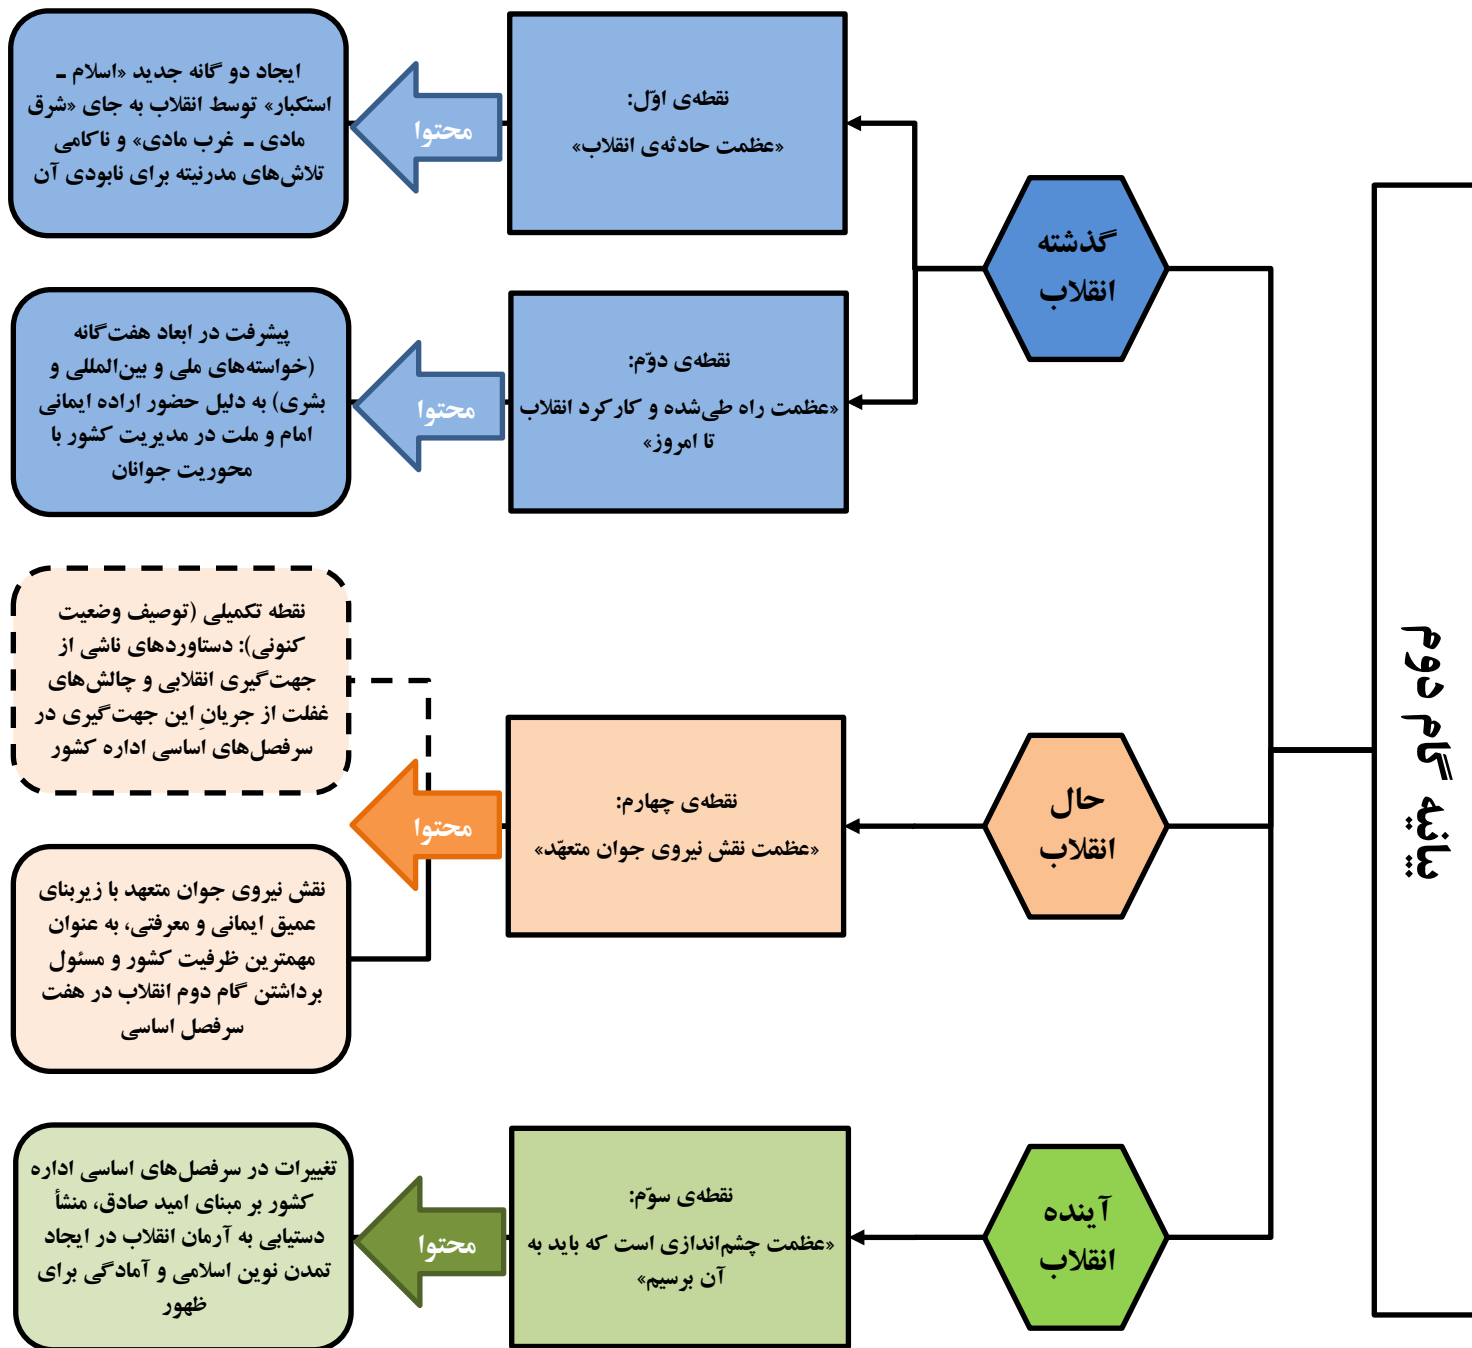 بیانیه گام دوم
گذشته
انقلاب
نقطه‌ی اوّل:
«عظمت حادثه‌ی انقلاب»
محتوا
ایجاد دو گانه جدید «اسلام ـ
استکبار» توسط انقلاب به جای «شرق
مادی ـ غرب مادی» و ناکامی
تلاش‌های مدرنیته برای نابودی آن
نقطه‌ی دوّم:
«عظمت راه طی‌شده و کارکرد انقلاب
تا امروز»
محتوا
پیشرفت در ابعاد هفت‌گانه
(خواسته‌های ملی و بین‌المللی و
بشری) به دلیل حضور اراده ایمانی
امام و ملت در مدیریت کشور با
محوریت جوانان
حال
انقلاب
نقطه‌ی چهارم:
«عظمت نقش نیروی جوان متعهّد»
محتوا
نقطه تکمیلی (توصیف وضعیت
کنونی): دستاوردهای ناشی از
جهت‌گیری انقلابی و چالش‌های
غفلت از جریانِ این جهت‌گیری در
سرفصل‌های اساسی اداره کشور
نقش نیروی جوان متعهد با زیربنای
عمیق ایمانی و معرفتی، به عنوان
مهمترین ظرفیت کشور و مسئول
برداشتن گام دوم انقلاب در هفت
سرفصل اساسی
آینده
انقلاب
نقطه‌ی سوّم:
«عظمت چشم‌اندازی است که باید به
آن برسیم»
محتوا
تغییرات در سرفصل‌های اساسی اداره
کشور بر مبنای امید صادق، منشأ
دستیابی به آرمان انقلاب در ایجاد
تمدن نوین اسلامی و آمادگی برای
ظهور